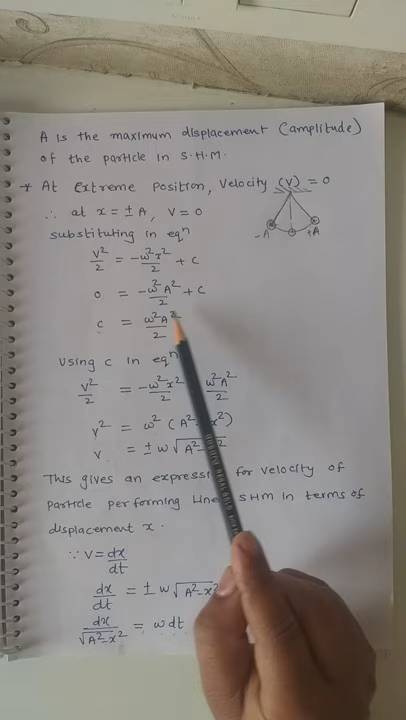 A is the maximum displacement (amplitude)
of the particle in S.H.M.
* At extreme position, velocity (V) = 0
∴ at x = ± A, V = 0
-A +A
substituting in eqⁿ
V²/2 = -ω²x²/2 + C
0 = -ω²A²/2 + C
C = ω²A²/2
Using C in eqⁿ
V²/2 = -ω²x²/2 ω²A²/2
V² = ω² (A² x²)
V = ± ω √A² ²
This gives an expression for velocity of
particle performing Linear SHM in terms of
displacement x.
∵ V = dx/dt
dx/dt = ± ω √A²-x²
dx/√A²-x² = ω dt